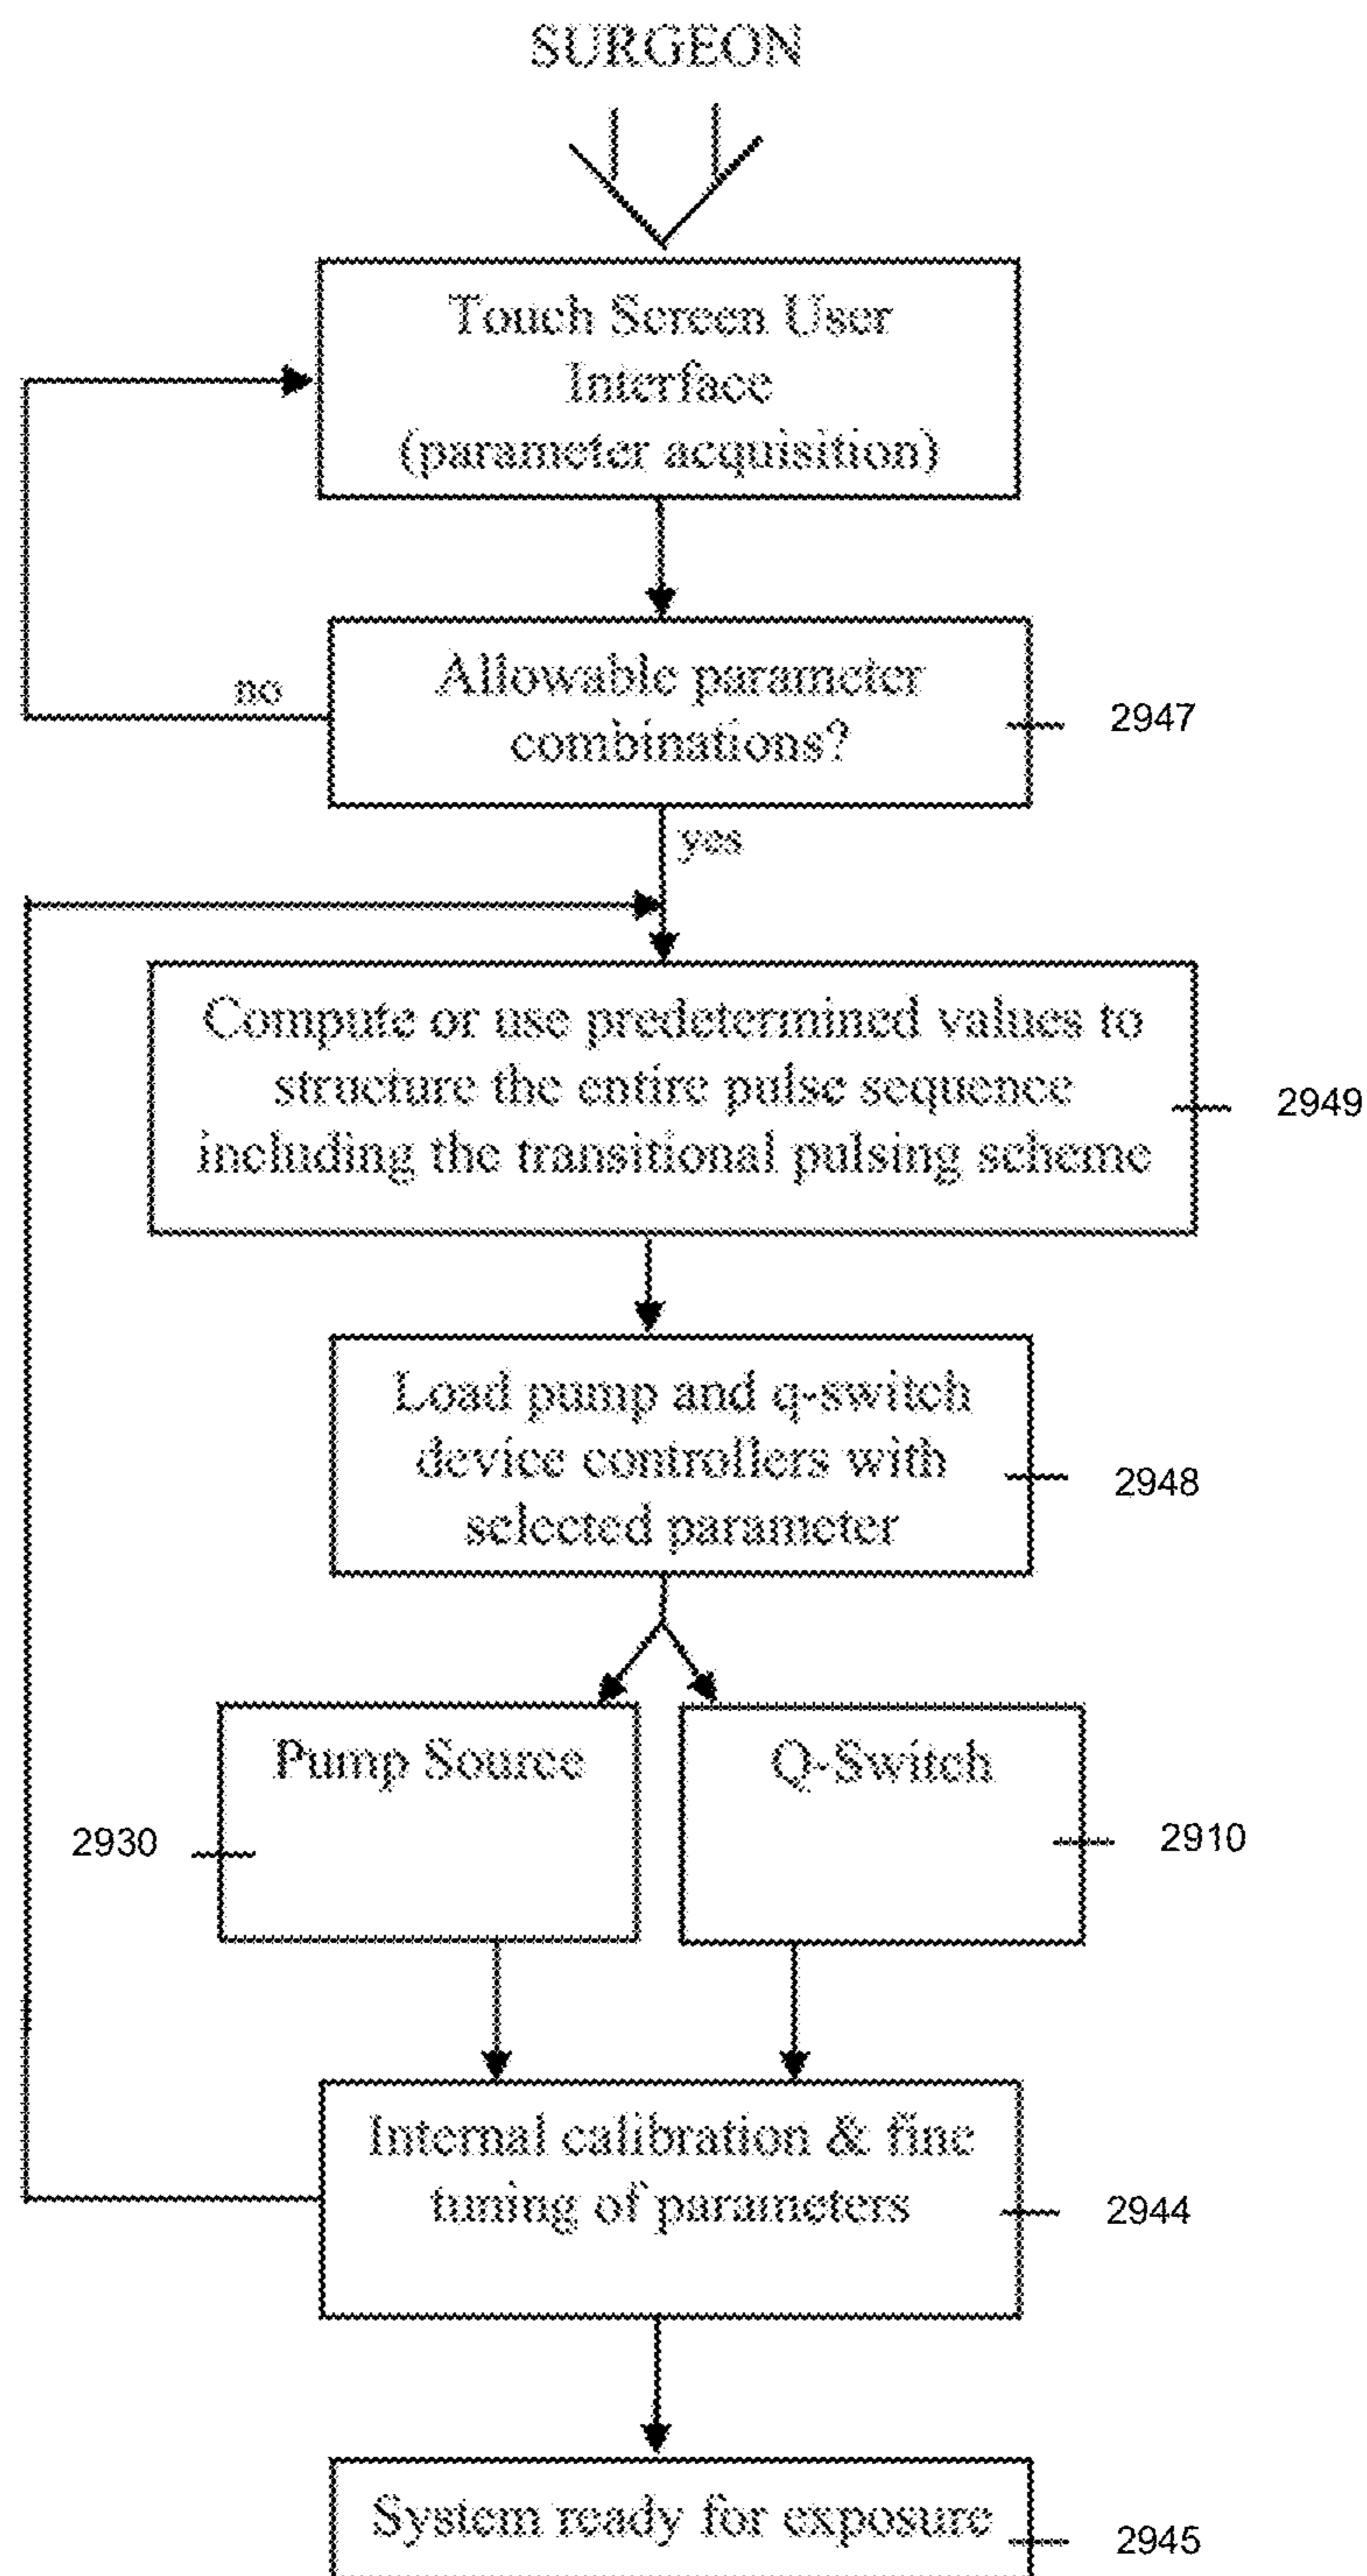 SURGEON
Touch Screen User
Interface
(parameter acquisition)
no
Allowable parameter
combinations?
2947
yes
Compute or use predetermined values to
structure the entire pulse sequence
including the transitional pulsing scheme
2949
Load pump and q-switch
device controllers with
selected parameter
2948
Pump Source
Q-Switch
2930
2910
Internal calibration & fine
tuning of parameters
2944
System ready for exposure
2945